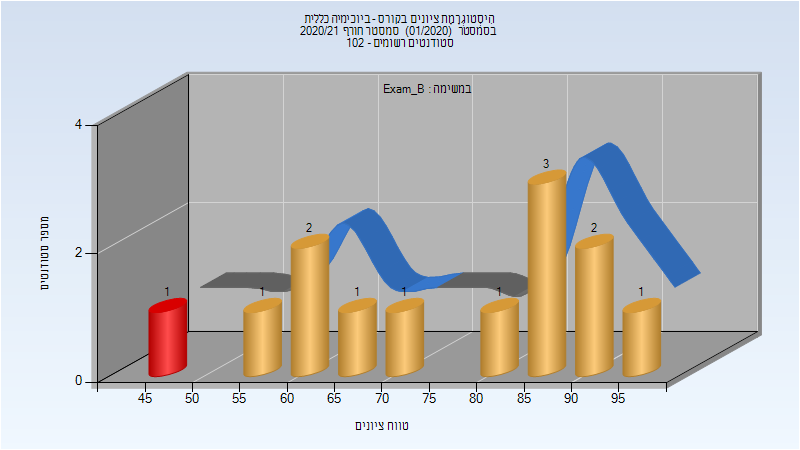 היסטוגרמת ציונים בקורס - ביוכימיה כללית
בסמסטר (01/2020) סמסטר חורף 2020/21
סטודנטים רשומים - 102
במשימה : Exam_B
מספר סטודנטים
4
2
0
1
1
2
1
1
1
3
2
1
45 50 55 60 65 70 75 80 85 90 95
טווח ציונים